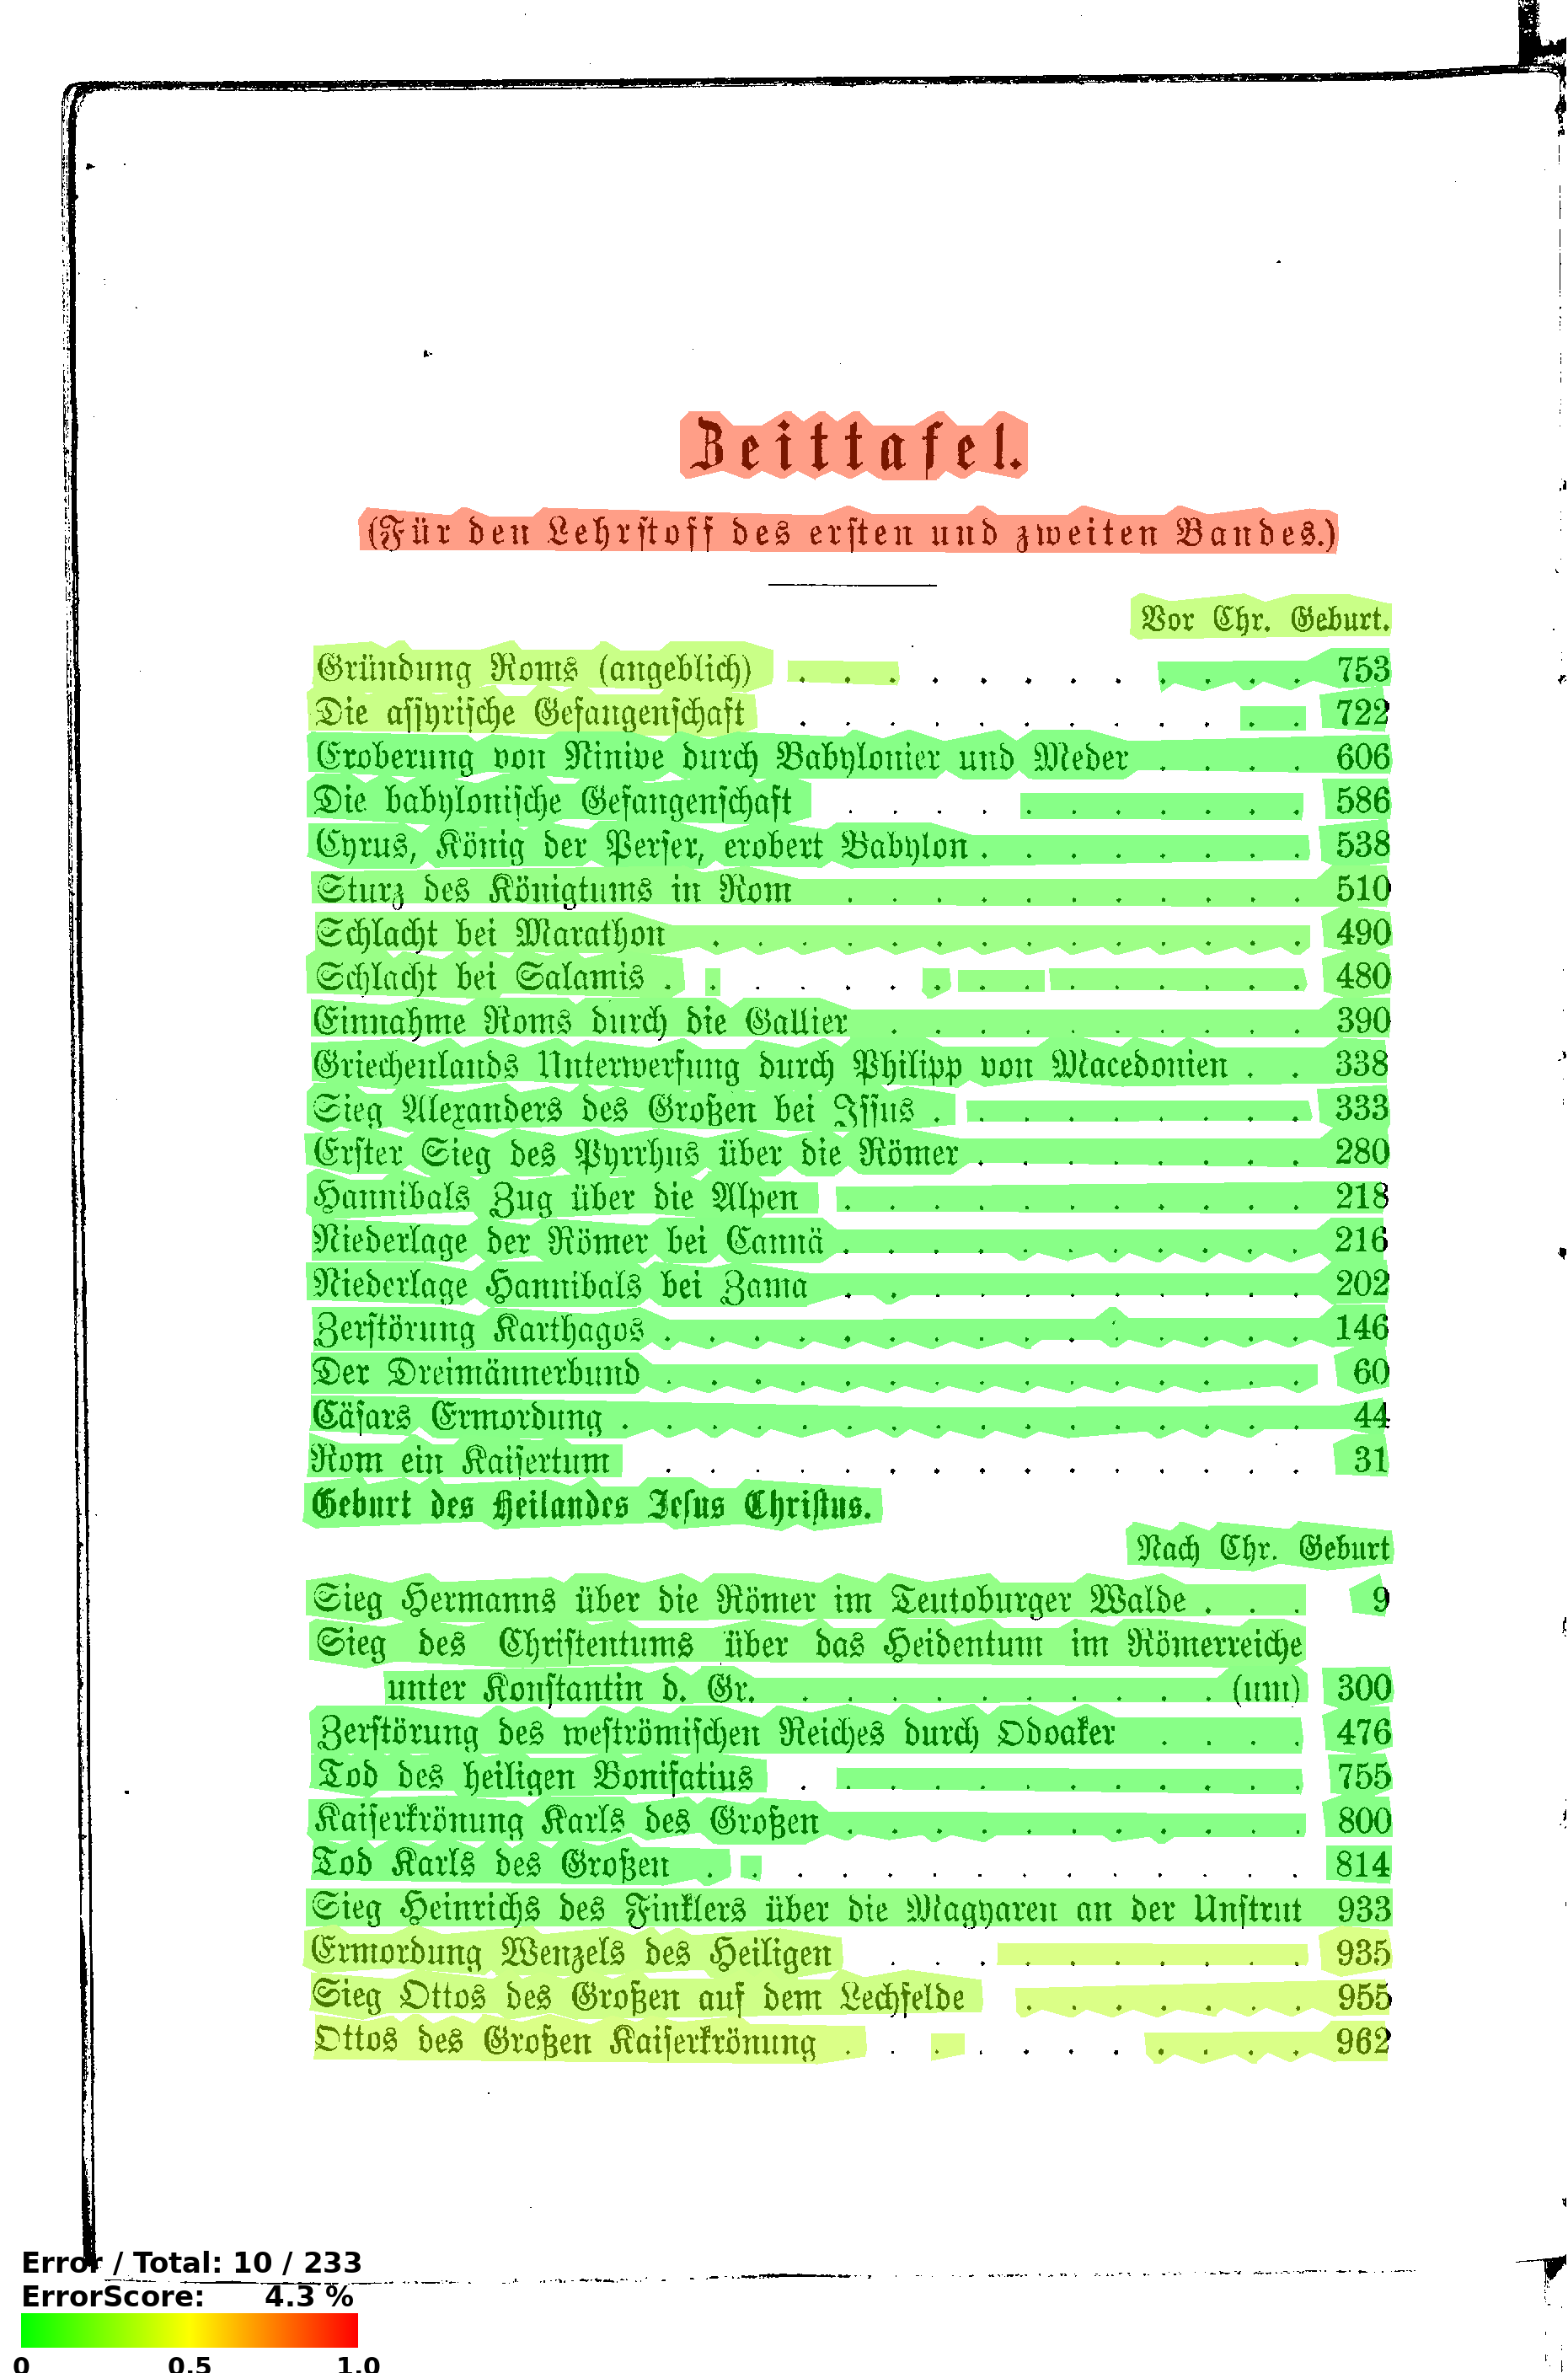 Zeittafel.
(Für den Lehrſtoff des erſten und zweiten Bandes.)
Vor Chr. Geburt.
Gründung Roms (angeblich) . . . . . . . . . . . . 753
Die aſſyriſche Gefangenſchaft . . . . . . . . . . . . 722
Eroberung von Ninive durch Babylonier und Meder . . . . 606
Die babyloniſche Gefangenſchaft . . . . . . . . . . . 586
Cyrus, König der Perſer, erobert Babylon . . . . . . . . 538
Sturz des Königtums in Rom . . . . . . . . . . . 510
Schlacht bei Marathon . . . . . . . . . . . . . . 490
Schlacht bei Salamis . . . . . . . . . . . . . . . 480
Einnahme Roms durch die Gallier . . . . . . . . . . 390
Griechenlands Unterwerfung durch Philipp von Macedonien . . 338
Sieg Alexanders des Großen bei Iſſus . . . . . . . . . 333
Erſter Sieg des Pyrrhus über die Römer . . . . . . . . 280
Hannibals Zug über die Alpen . . . . . . . . . . . 218
Niederlage der Römer bei Cannä . . . . . . . . . . . 216
Niederlage Hannibals bei Zama . . . . . . . . . . . 202
Zerſtörung Karthagos . . . . . . . . . . . . . . . 146
Der Dreimännerbund . . . . . . . . . . . . . . . 60
Cäſars Ermordung . . . . . . . . . . . . . . . . 44
Rom ein Kaiſertum . . . . . . . . . . . . . . . 31
Geburt des Heilandes Jeſus Chriſtus.
Nach Chr. Geburt
Sieg Hermanns über die Römer im Teutoburger Walde . . . 9
Sieg des Chriſtentums über das Heidentum im Römerreiche
unter Konſtantin d. Gr. . . . . . . . . . . (um) 300
Zerſtörung des weſtrömiſchen Reiches durch Odoaker . . . . 476
Tod des heiligen Bonifatius . . . . . . . . . . . . 755
Kaiſerkrönung Karls des Großen . . . . . . . . . . . 800
Tod Karls des Großen . . . . . . . . . . . . . . 814
Sieg Heinrichs des Finklers über die Magyaren an der Unſtrut 933
Ermordung Wenzels des Heiligen . . . . . . . . . . 935
Sieg Ottos des Großen auf dem Lechfelde . . . . . . . 955
Ottos des Großen Kaiſerkrönung . . . . . . . . . . . 962
Error / Total: 10 / 233
ErrorScore: 4.3 %
0 0.5 1.0